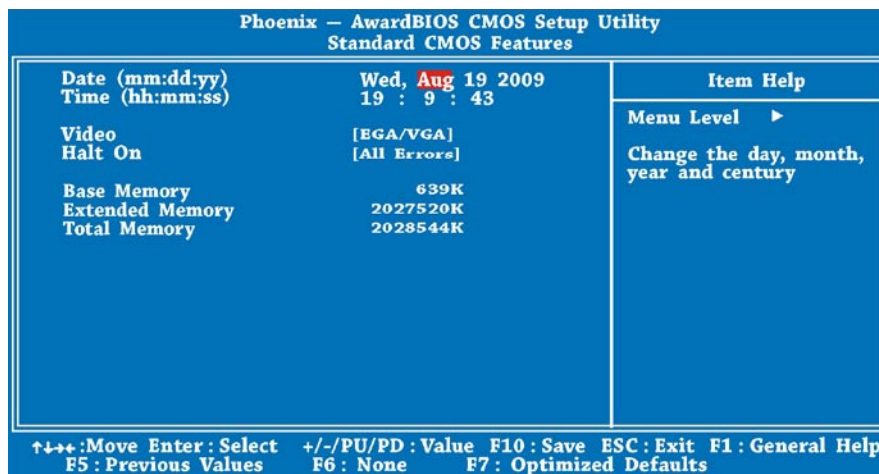 Phoenix — AwardBIOS CMOS Setup Utility
Standard CMOS Features
Date (mm:dd:yy) Wed, Aug 19 2009
Time (hh:mm:ss) 19 : 9 : 43
Video [EGA/VGA]
Halt On [All Errors]
Base Memory 639K
Extended Memory 2027520K
Total Memory 2028544K
Item Help
Menu Level ▶
Change the day, month,
year and century
↑↓→←:Move Enter:Select +/-/PU/PD:Value F10:Save ESC:Exit F1:General Help
F5:Previous Values F6: None F7: Optimized Defaults